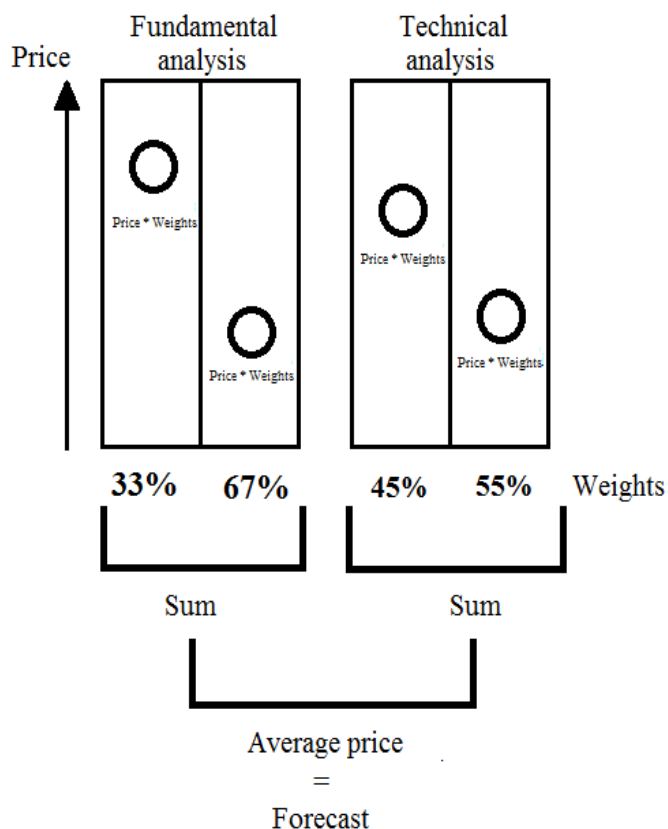 Fundamental
analysis
Technical
analysis
Price
Price * Weights
Price * Weights
Price * Weights
Price * Weights
33%
67%
45%
55%
Weights
Sum
Sum
Average price
=
Forecast